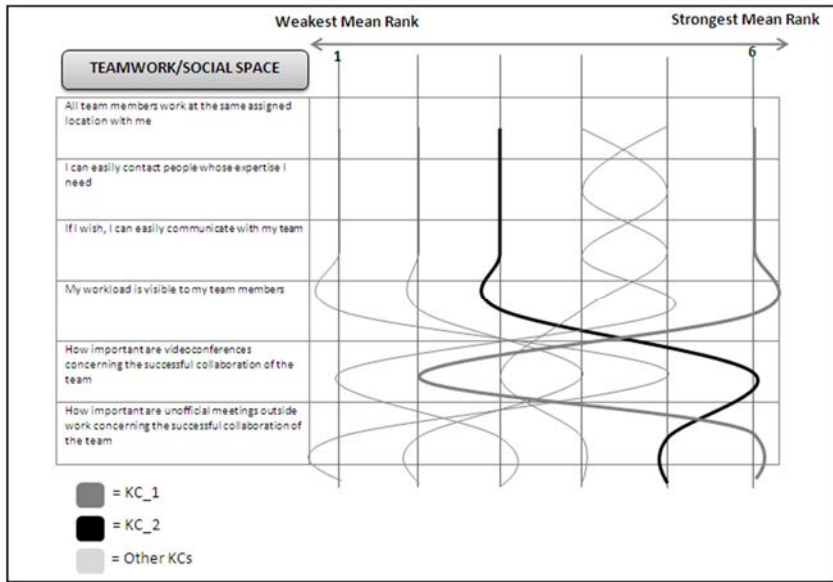 Weakest Mean Rank Strongest Mean Rank
1 6
TEAMWORK/SOCIAL SPACE
All team members work at the same assigned
location with me
I can easily contact people whose expertise I
need
If I wish, I can easily communicate with my team
My workload is visible to my team members
How important are videoconferences
concerning the successful collaboration of the
team
How important are unofficial meetings outside
work concerning the successful collaboration of
the team
= KC_1
= KC_2
= Other KCs